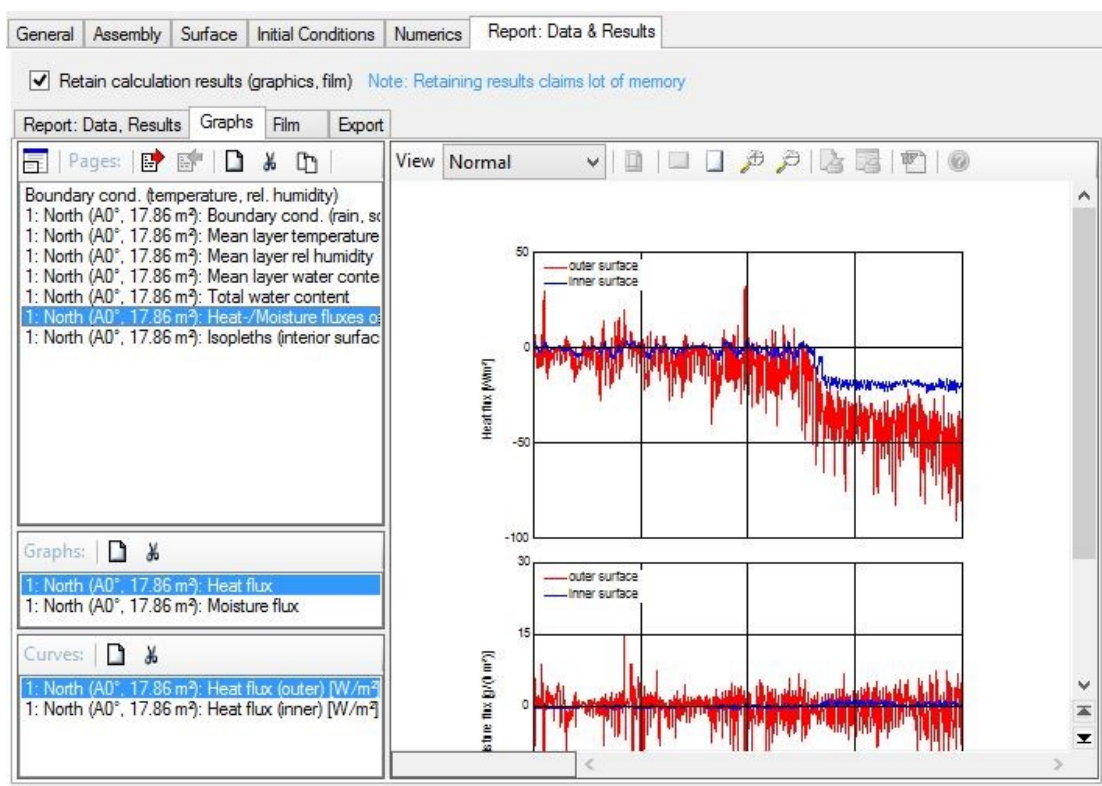 General Assembly Surface Initial Conditions Numerics Report: Data & Results
Retain calculation results (graphics, film) Note: Retaining results claims lot of memory
Report: Data, Results Graphs Film Export
Pages:
Boundary cond. (temperature, rel. humidity)
1: North (A0°, 17.86 m²): Boundary cond. (rain, so
1: North (A0°, 17.86 m²): Mean layer temperature
1: North (A0°, 17.86 m²): Mean layer rel humidity
1: North (A0°, 17.86 m²): Mean layer water conte
1: North (A0°, 17.86 m²): Total water content
1: North (A0°, 17.86 m²): Heat-/Moisture fluxes o
1: North (A0°, 17.86 m²): Isopleths (interior surfac
Graphs:
1: North (A0°, 17.86 m²): Heat flux
1: North (A0°, 17.86 m²): Moisture flux
Curves:
1: North (A0°, 17.86 m²): Heat flux (outer) [W/m²
1: North (A0°, 17.86 m²): Heat flux (inner) [W/m²]
View Normal
50
outer surface
inner surface
0
Heat flux [W/m²]
-50
-100
30
outer surface
inner surface
15
isture flux [g/(h m²)]
0